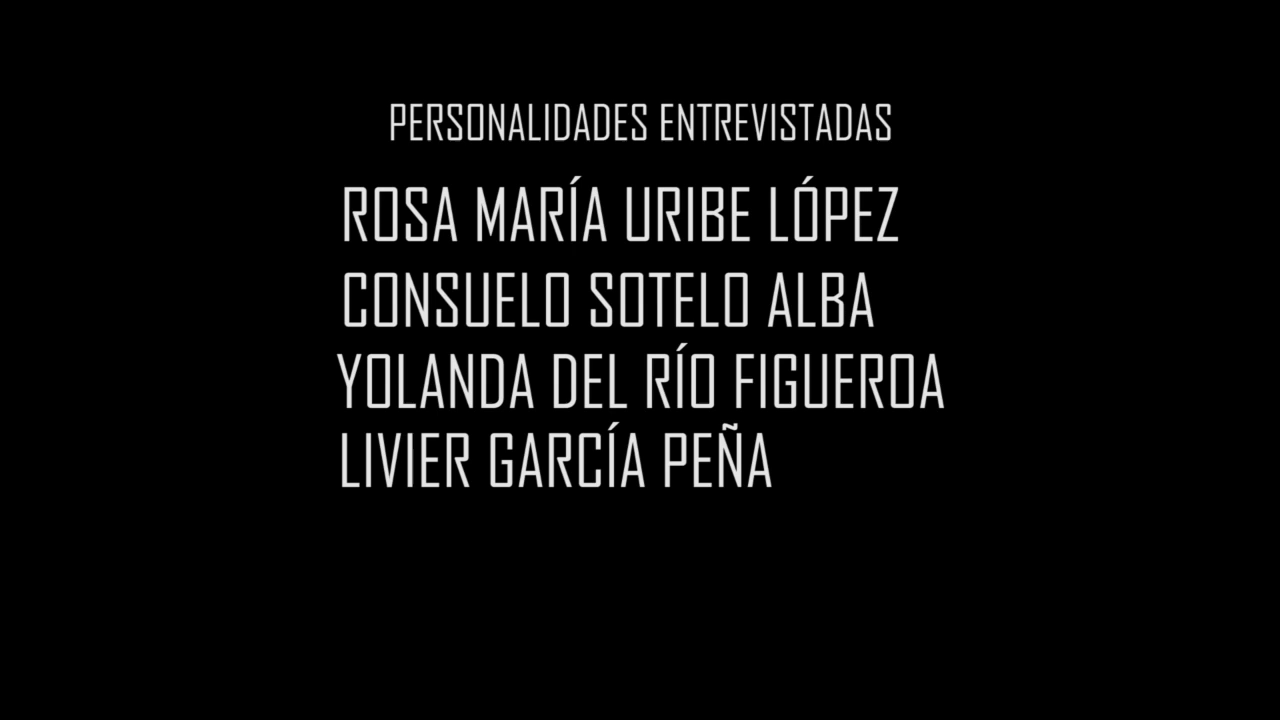 PERSONALIDADES ENTREVISTADAS
ROSA MARÍA URIBE LÓPEZ
CONSUELO SOTELO ALBA
YOLANDA DEL RÍO FIGUEROA
LIVIER GARCÍA PEÑA